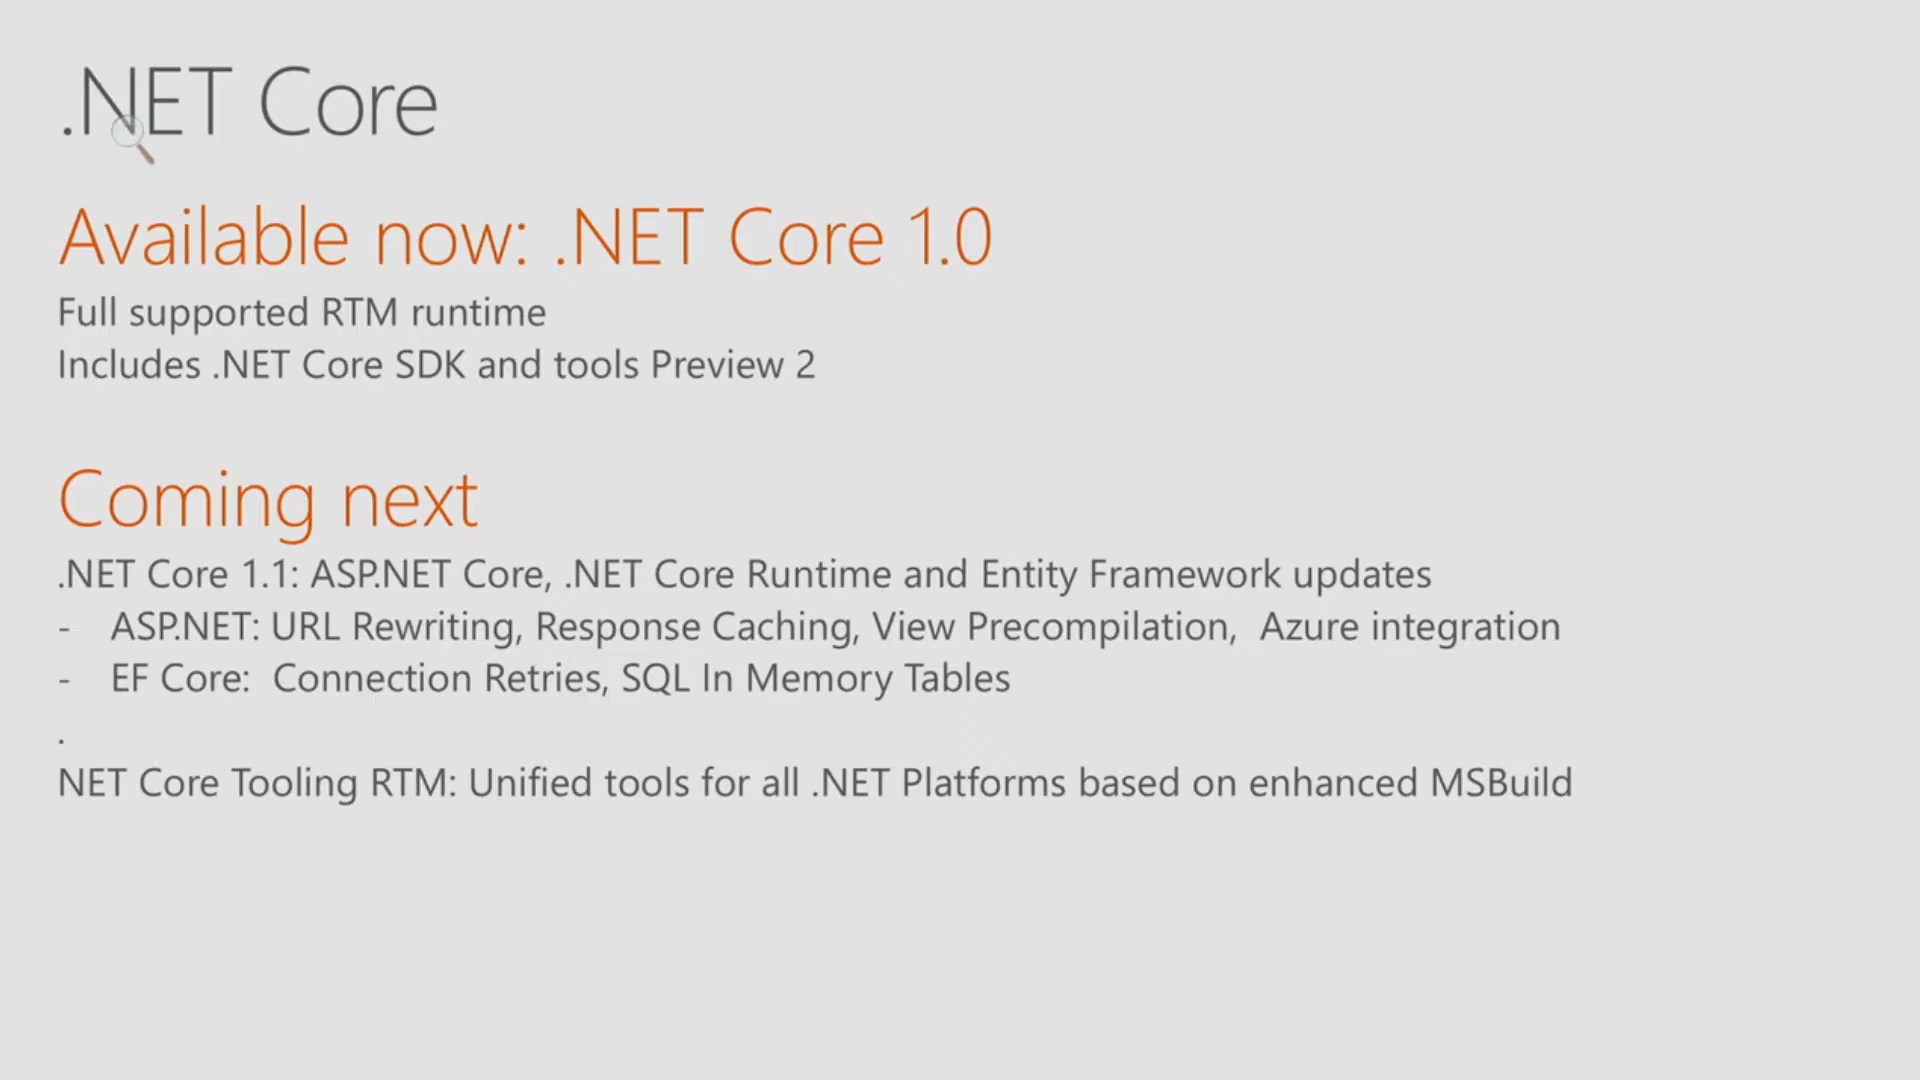 .NET Core
Available now: .NET Core 1.0
Full supported RTM runtime
Includes .NET Core SDK and tools Preview 2
Coming next
.NET Core 1.1: ASP.NET Core, .NET Core Runtime and Entity Framework updates
- ASP.NET: URL Rewriting, Response Caching, View Precompilation,  Azure integration
- EF Core:  Connection Retries, SQL In Memory Tables
.
NET Core Tooling RTM: Unified tools for all .NET Platforms based on enhanced MSBuild